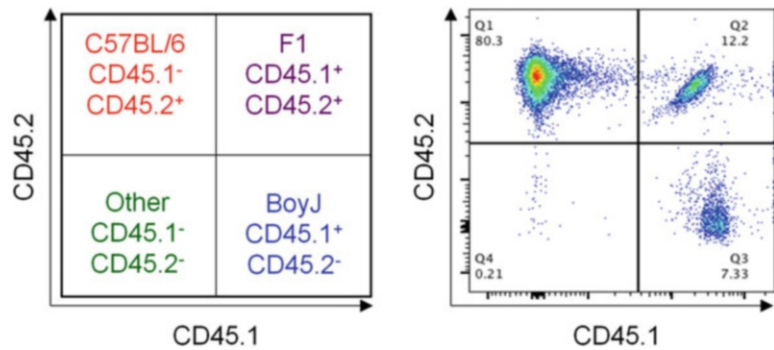 CD45.2
C57BL/6
CD45.1⁻
CD45.2⁺
F1
CD45.1⁺
CD45.2⁺
Other
CD45.1⁻
CD45.2⁻
BoyJ
CD45.1⁺
CD45.2⁻
CD45.1
CD45.2
Q1
80.3
Q2
12.2
Q4
0.21
Q3
7.33
CD45.1